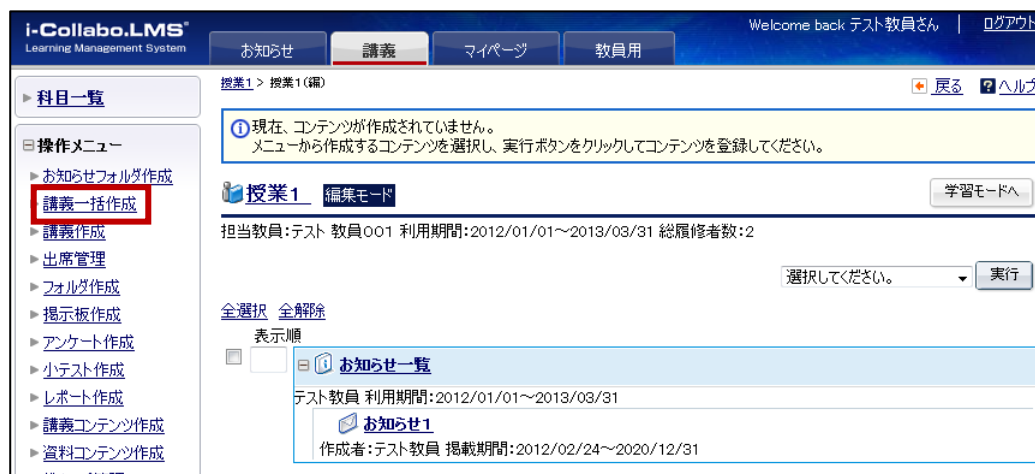 i-Collabo.LMS
Learning Management System
Welcome back テスト教員さん | ログアウト
お知らせ 講義 マイページ 教員用
科目一覧
授業1 > 授業1(編)
戻る ヘルプ
現在、コンテンツが作成されていません。
メニューから作成するコンテンツを選択し、実行ボタンをクリックしてコンテンツを登録してください。
操作メニュー
お知らせフォルダ作成
講義一括作成
講義作成
出席管理
フォルダ作成
掲示板作成
アンケート作成
小テスト作成
レポート作成
講義コンテンツ作成
資料コンテンツ作成
授業1 編集モード
学習モードへ
担当教員:テスト 教員001 利用期間:2012/01/01～2013/03/31 総履修者数:2
選択してください。 実行
全選択 全解除
表示順
お知らせ一覧
テスト教員 利用期間:2012/01/01～2013/03/31
お知らせ1
作成者:テスト教員 掲載期間:2012/02/24～2020/12/31